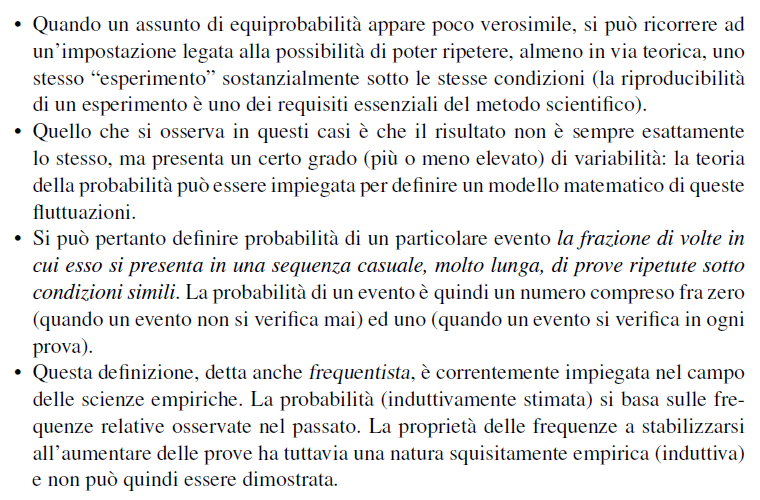 • Quando un assunto di equiprobabilità appare poco verosimile, si può ricorrere ad
un’impostazione legata alla possibilità di poter ripetere, almeno in via teorica, uno
stesso “esperimento” sostanzialmente sotto le stesse condizioni (la riproducibilità
di un esperimento è uno dei requisiti essenziali del metodo scientifico).
• Quello che si osserva in questi casi è che il risultato non è sempre esattamente
lo stesso, ma presenta un certo grado (più o meno elevato) di variabilità: la teoria
della probabilità può essere impiegata per definire un modello matematico di queste
fluttuazioni.
• Si può pertanto definire probabilità di un particolare evento la frazione di volte in
cui esso si presenta in una sequenza casuale, molto lunga, di prove ripetute sotto
condizioni simili. La probabilità di un evento è quindi un numero compreso fra zero
(quando un evento non si verifica mai) ed uno (quando un evento si verifica in ogni
prova).
• Questa definizione, detta anche frequentista, è correntemente impiegata nel campo
delle scienze empiriche. La probabilità (induttivamente stimata) si basa sulle fre-
quenze relative osservate nel passato. La proprietà delle frequenze a stabilizzarsi
all’aumentare delle prove ha tuttavia una natura squisitamente empirica (induttiva)
e non può quindi essere dimostrata.